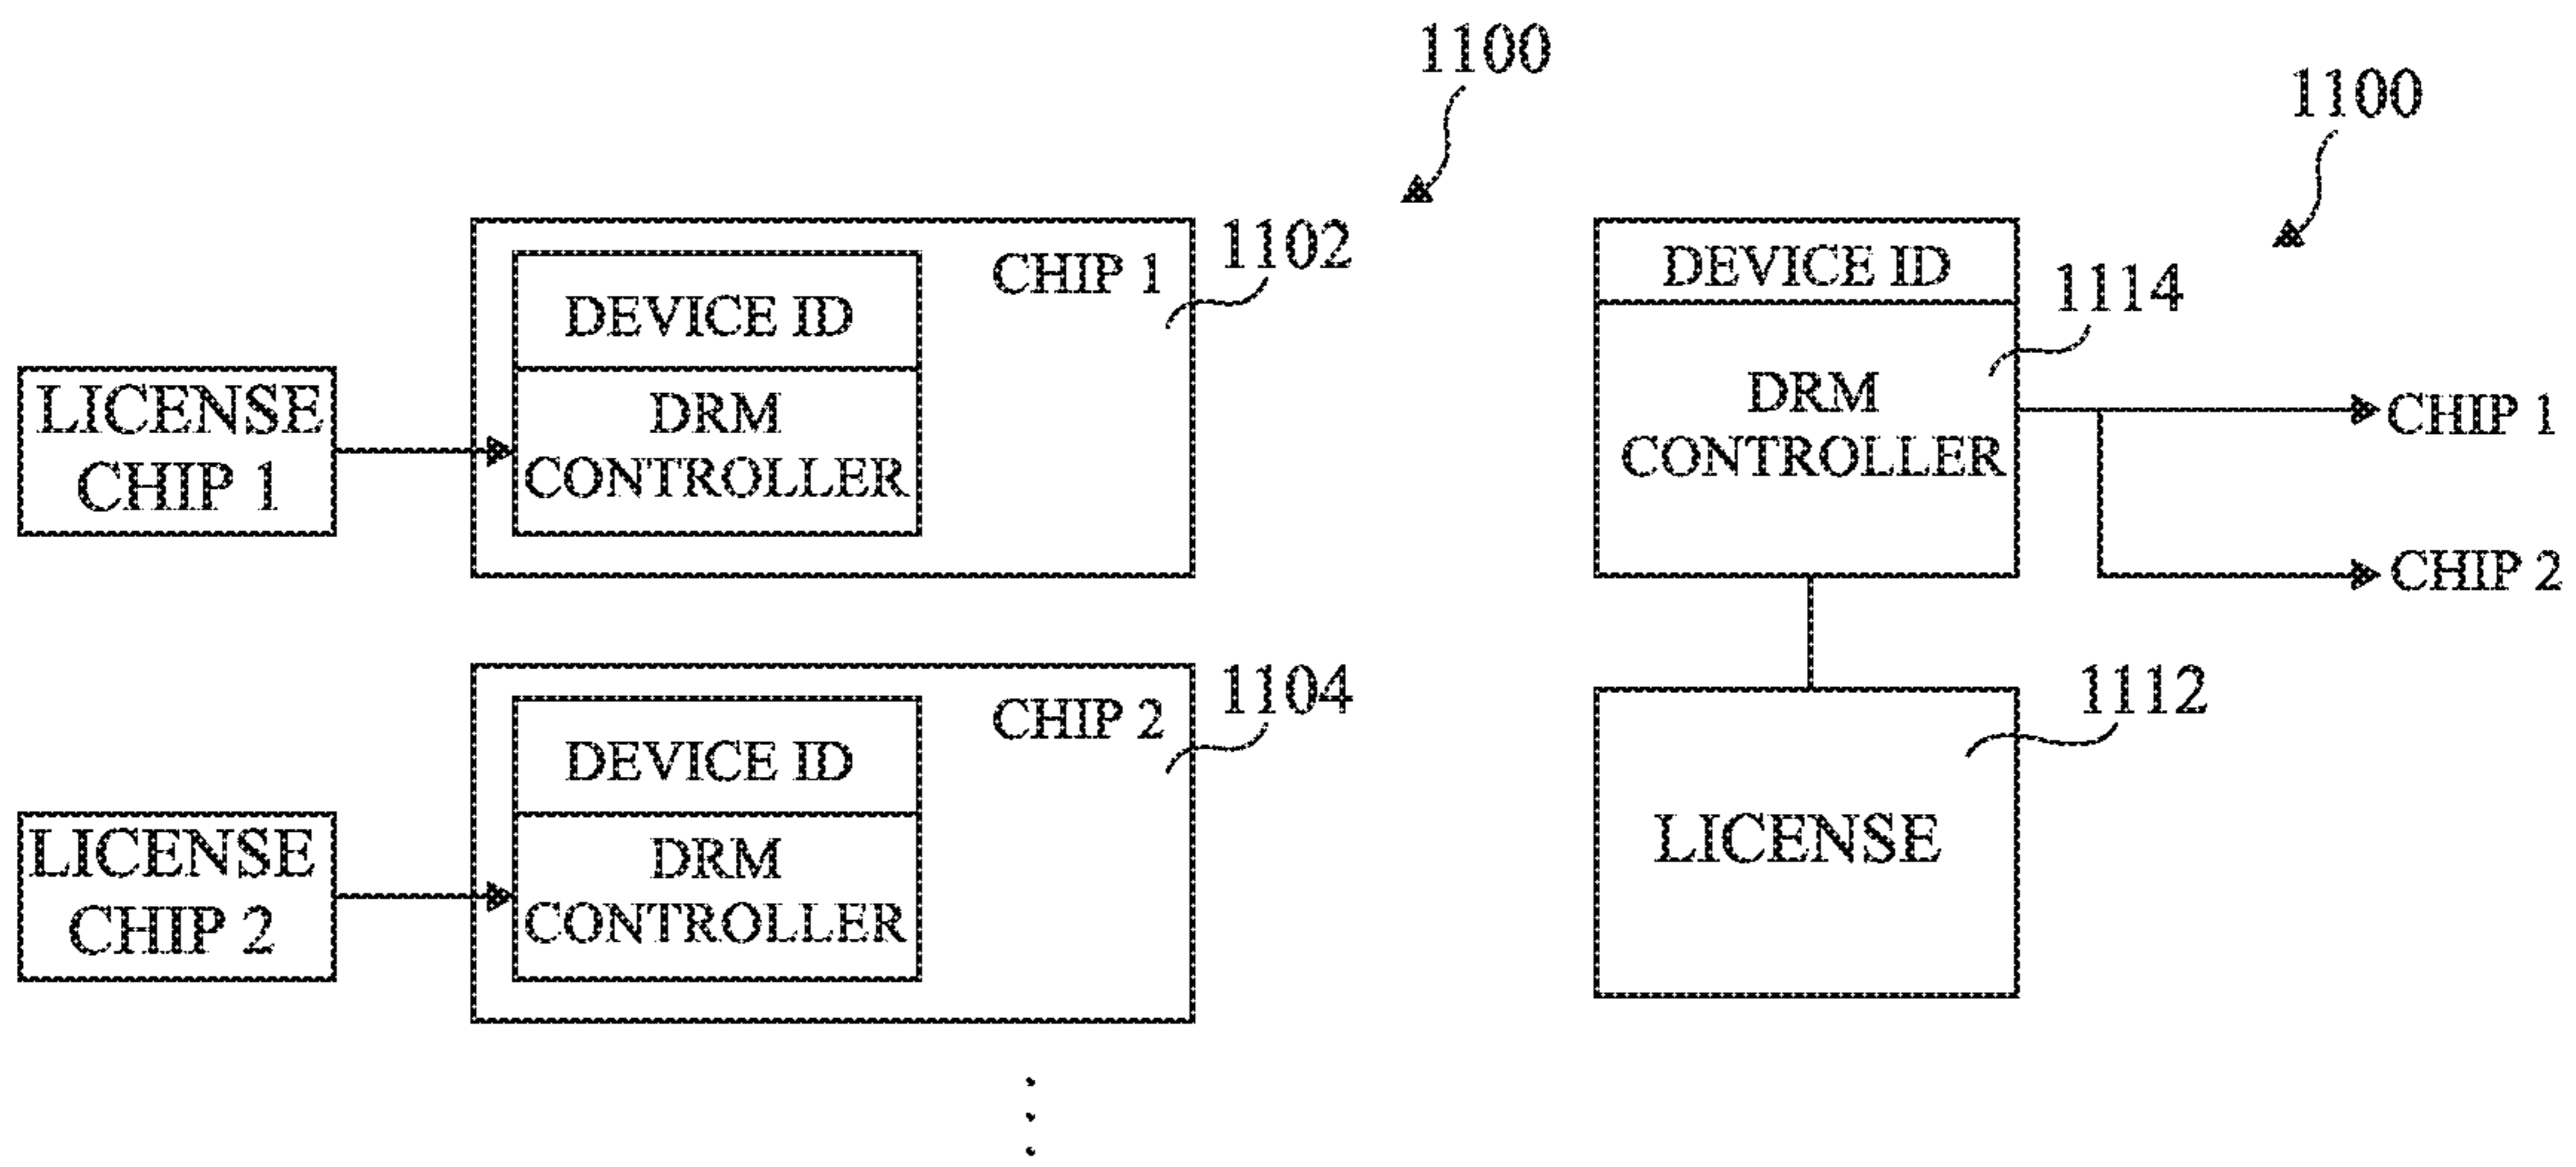 1100
1102
CHIP 1
DEVICE ID
DRM
CONTROLLER
LICENSE
CHIP 1
1104
CHIP 2
DEVICE ID
DRM
CONTROLLER
LICENSE
CHIP 2
1100
DEVICE ID
1114
DRM
CONTROLLER
CHIP 1
CHIP 2
1112
LICENSE